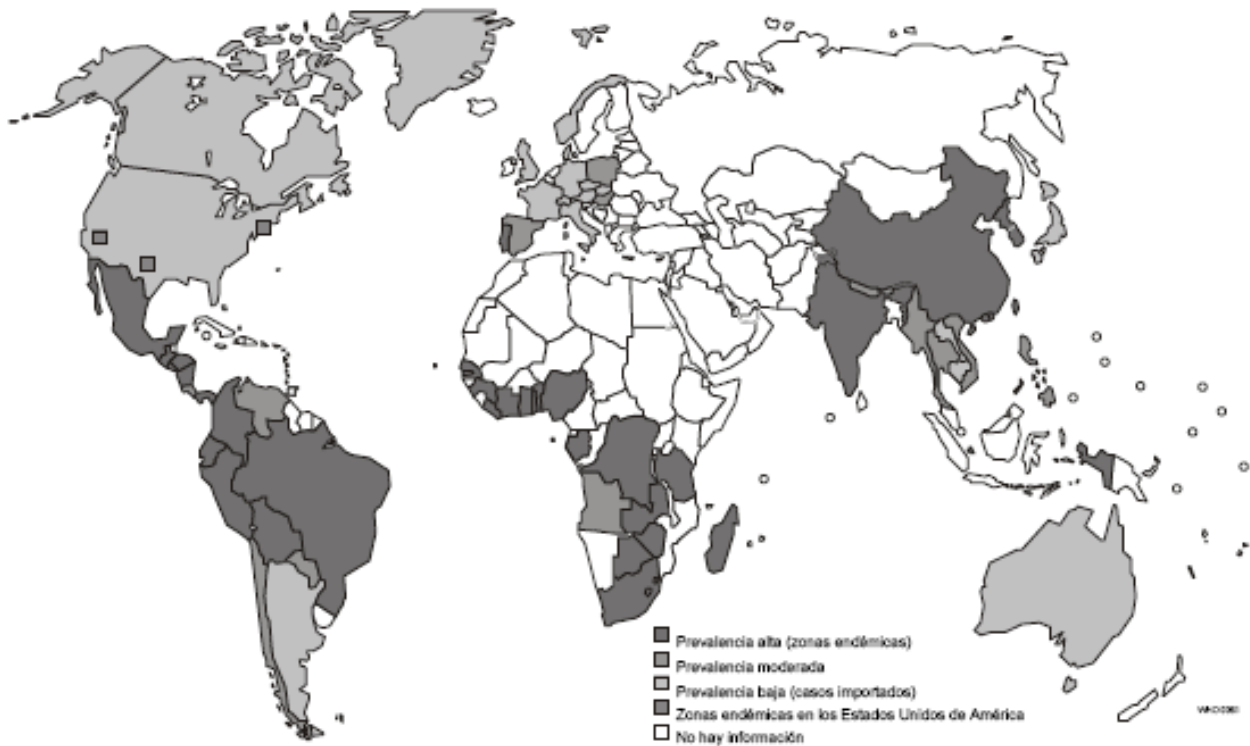 Prevalencia alta (zonas endémicas)
Prevalencia moderada
Prevalencia baja (casos importados)
Zonas endémicas en los Estados Unidos de América
No hay información